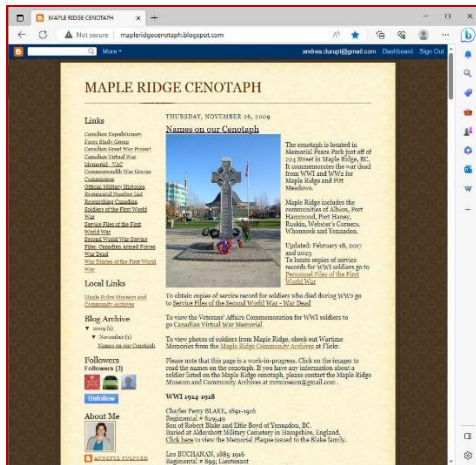 MAPLE RIDGE CENOTAPH
Not secure | mapleridgecenotaph.blogspot.com
More
andrea.durupt@gmail.com Dashboard Sign Out
MAPLE RIDGE CENOTAPH
Links
Canadian Expeditionary
Force Study Group
Canadian Great War Project
Canadian Virtual War
Memorial - VAC
Commonwealth War Graves
Commission
Official Military Histories
Regimental Number List
Researching Canadian
Soldiers of the First World
War
Service Files of the First
World War
Second World War Service
Files: Canadian Armed Forces
War Dead
War Diaries of the First World
War
Local Links
Maple Ridge Museum and
Community Archives
Blog Archive
▼ 2009 (1)
▼ November (1)
Names on our Cenotaph
Followers
Followers (3)
Unfollow
About Me
THURSDAY, NOVEMBER 26, 2009
Names on our Cenotaph
The cenotaph is located in
Memorial Peace Park just off of
224 Street in Maple Ridge, BC.
It commemorates the war dead
from WWI and WW2 for
Maple Ridge and Pitt
Meadows.
Maple Ridge includes the
communities of Albion, Port
Hammond, Port Haney,
Ruskin, Webster's Corners,
Whonnock and Yennadon.
Updated: February 18, 2017
and 2023
To locate copies of service
records for WWI soldiers go to
Personnel Files of the First
World War
To obtain copies of service record for soldiers who died during WW2 go
to Service Files of the Second World War - War Dead
To view the Veterans' Affairs Commemoration for WWI soldiers to
go Canadian Virtual War Memorial
To view photos of soldiers from Maple Ridge, check out Wartime
Memories from the Maple Ridge Community Archives at Flickr.
Please note that this page is a work-in-progress. Click on the images to
read the names on the cenotaph. If you have any information about a
soldier listed on the Maple Ridge Cenotaph, please contact the Maple Ridge
Museum and Community Archives at
WWI 1914 1918
Charles Percy BLAKE, 1891-1916
Regimental #
Son of Robert Blake and Effie Boyd of Yennadon, BC.
Buried at Aldershott Military Cemetery in Hampshire, England.
Click here to view the Memorial Plaque issued to the Blake family.
Leo BUCHANAN, 1885 1916
Regimental # 899; Lieutenant